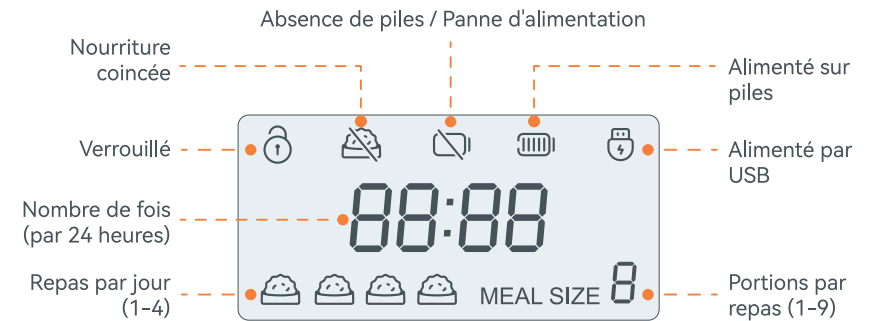 Absence de piles / Panne d'alimentation
Nourriture
coincée
Alimenté sur
piles
Verrouillé
Alimenté par
USB
88:88
Nombre de fois
(par 24 heures)
Repas par jour
(1-4)
MEAL SIZE 8
Portions par
repas (1-9)